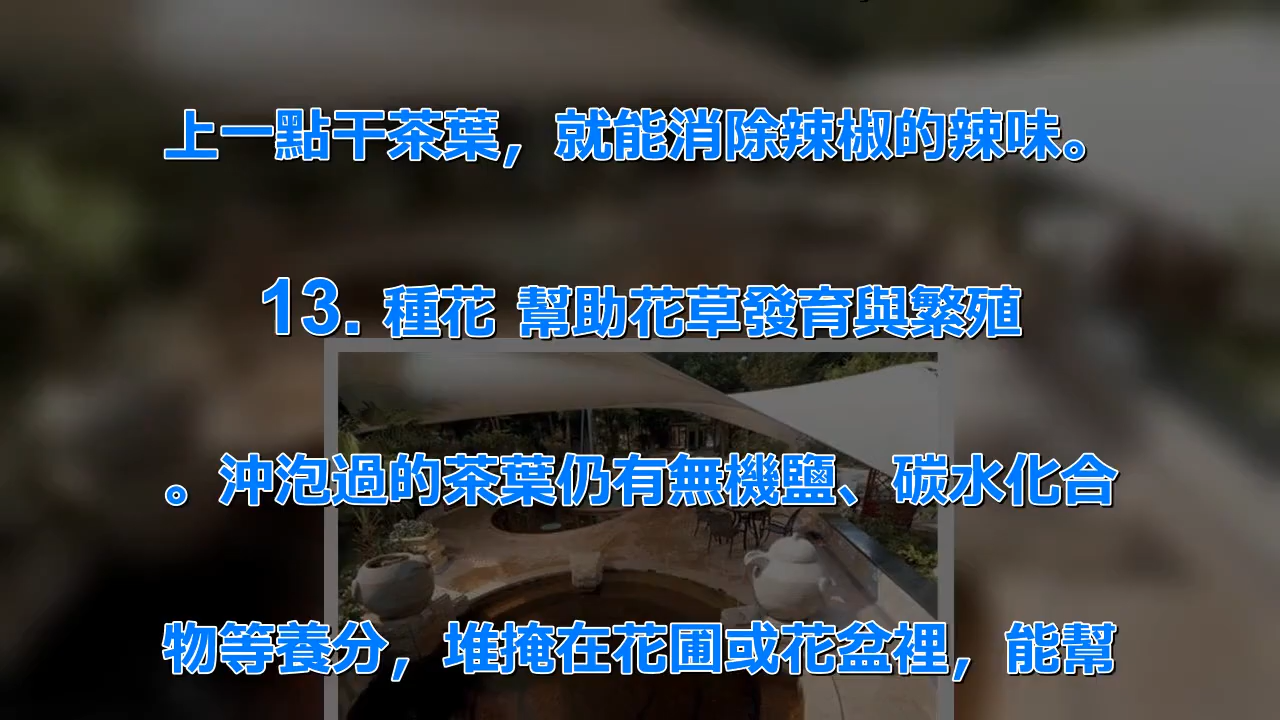 上一點干茶葉，就能消除辣椒的辣味。
13. 種花 幫助花草發育與繁殖
。沖泡過的茶葉仍有無機鹽、碳水化合
物等養分，堆掩在花圃或花盆裡，能幫